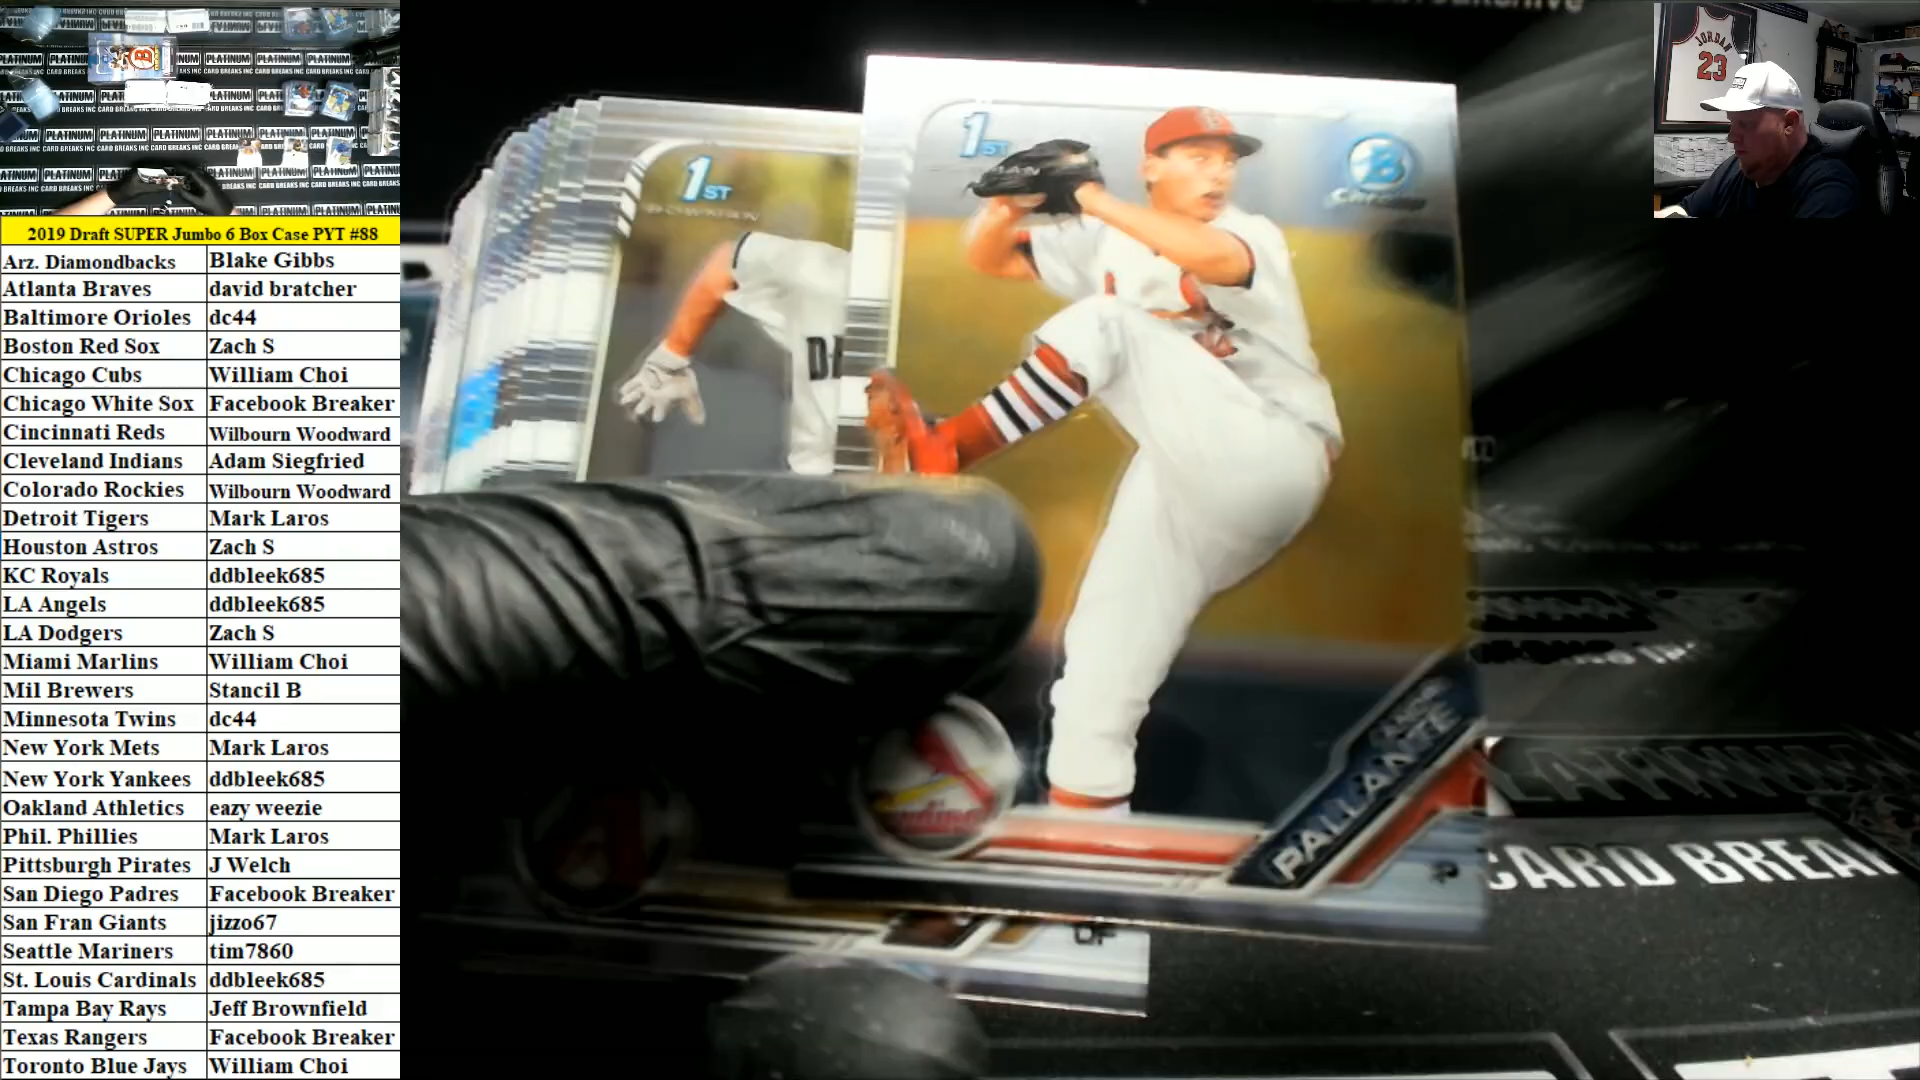 2019 Draft SUPER Jumbo 6 Box Case PYT #88
Arz. Diamondbacks Blake Gibbs
Atlanta Braves david bratcher
Baltimore Orioles dc44
Boston Red Sox Zach S
Chicago Cubs William Choi
Chicago White Sox Facebook Breaker
Cincinnati Reds Wilbourn Woodward
Cleveland Indians Adam Siegfried
Colorado Rockies Wilbourn Woodward
Detroit Tigers Mark Laros
Houston Astros Zach S
KC Royals ddbleek685
LA Angels ddbleek685
LA Dodgers Zach S
Miami Marlins William Choi
Mil Brewers Stancil B
Minnesota Twins dc44
New York Mets Mark Laros
New York Yankees ddbleek685
Oakland Athletics eazy weezie
Phil. Phillies Mark Laros
Pittsburgh Pirates J Welch
San Diego Padres Facebook Breaker
San Fran Giants jizzo67
Seattle Mariners tim7860
St. Louis Cardinals ddbleek685
Tampa Bay Rays Jeff Brownfield
Texas Rangers Facebook Breaker
Toronto Blue Jays William Choi
PLATINUM PLATINUM PLATINUM
CARD BREAKS INC
1ST
1ST
B
PALLANTE
P
OF
CARD BREA
JORDAN
23